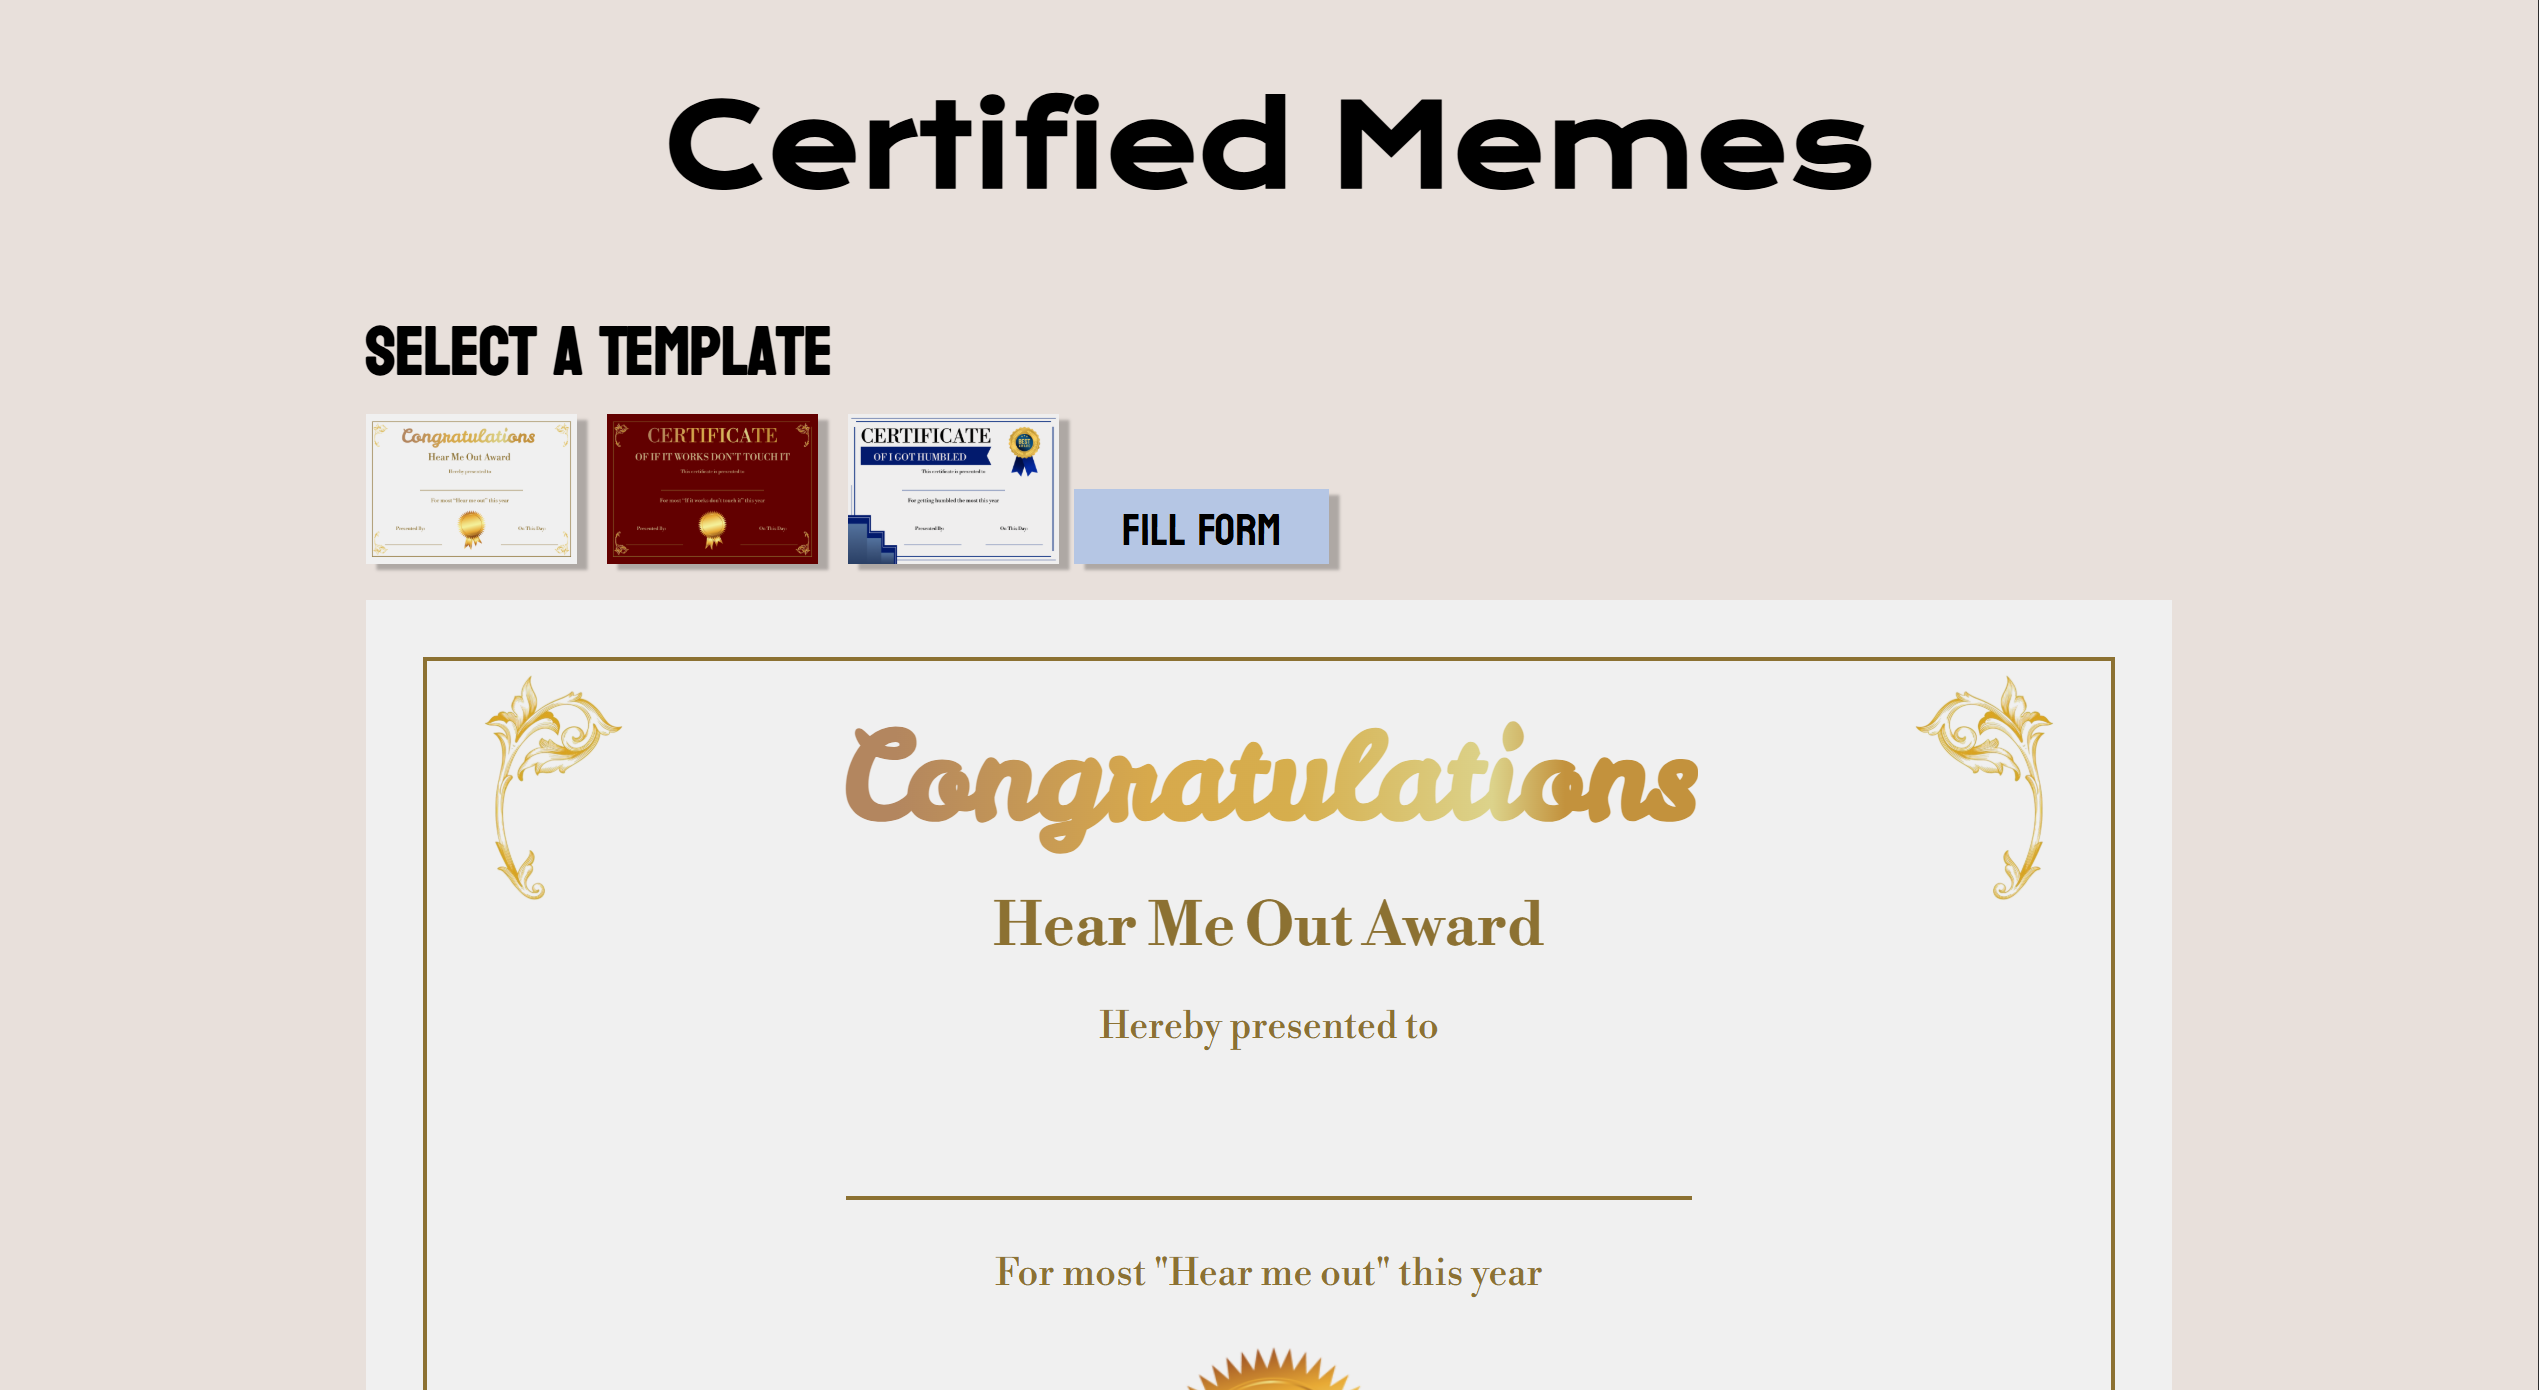 Certified Memes
SELECT A TEMPLATE
Congratulations
Hear Me Out Award
Hereby presented to
For most "Hear me out" this year
Presented By:
On This Day:
CERTIFICATE
OF IF IT WORKS DON'T TOUCH IT
This certificate is presented to
For most "If it works don't touch it" this year
Presented By:
On This Day:
CERTIFICATE
OF I GOT HUMBLED
BEST
This certificate is presented to
For getting humbled the most this year
Presented By:
On This Day:
FILL FORM
Congratulations
Hear Me Out Award
Hereby presented to
For most "Hear me out" this year